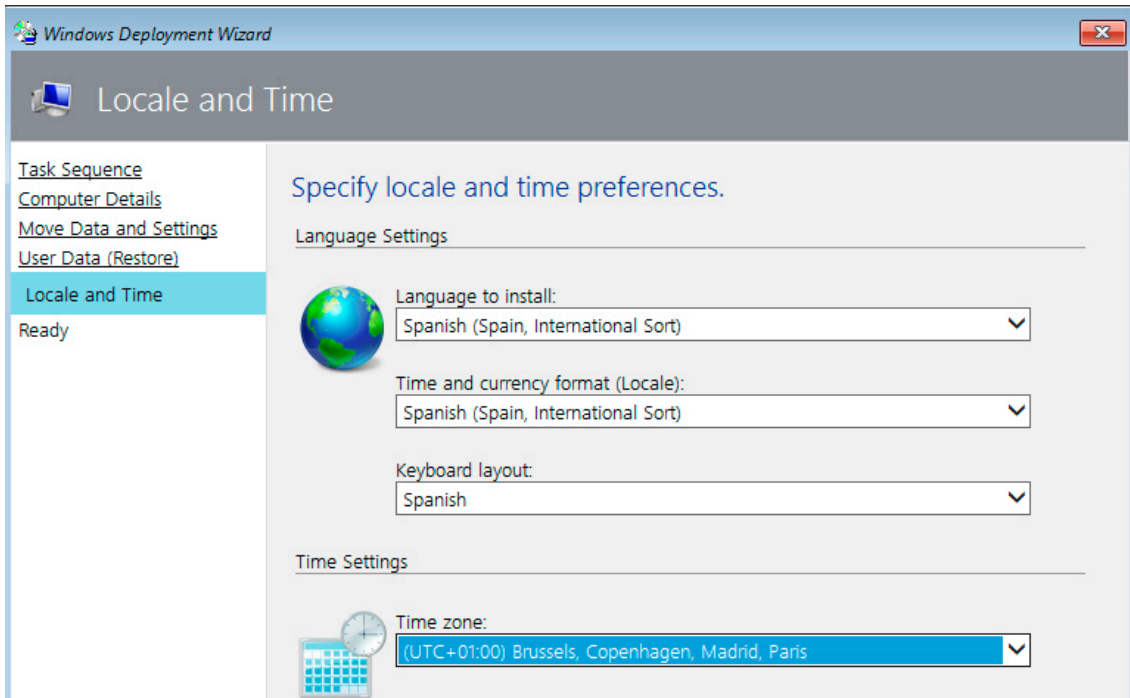 Windows Deployment Wizard
Locale and Time
Task Sequence
Computer Details
Move Data and Settings
User Data (Restore)
Locale and Time
Ready
Specify locale and time preferences.
Language Settings
Language to install:
Spanish (Spain, International Sort)
Time and currency format (Locale):
Spanish (Spain, International Sort)
Keyboard layout:
Spanish
Time Settings
Time zone:
(UTC+01:00) Brussels, Copenhagen, Madrid, Paris